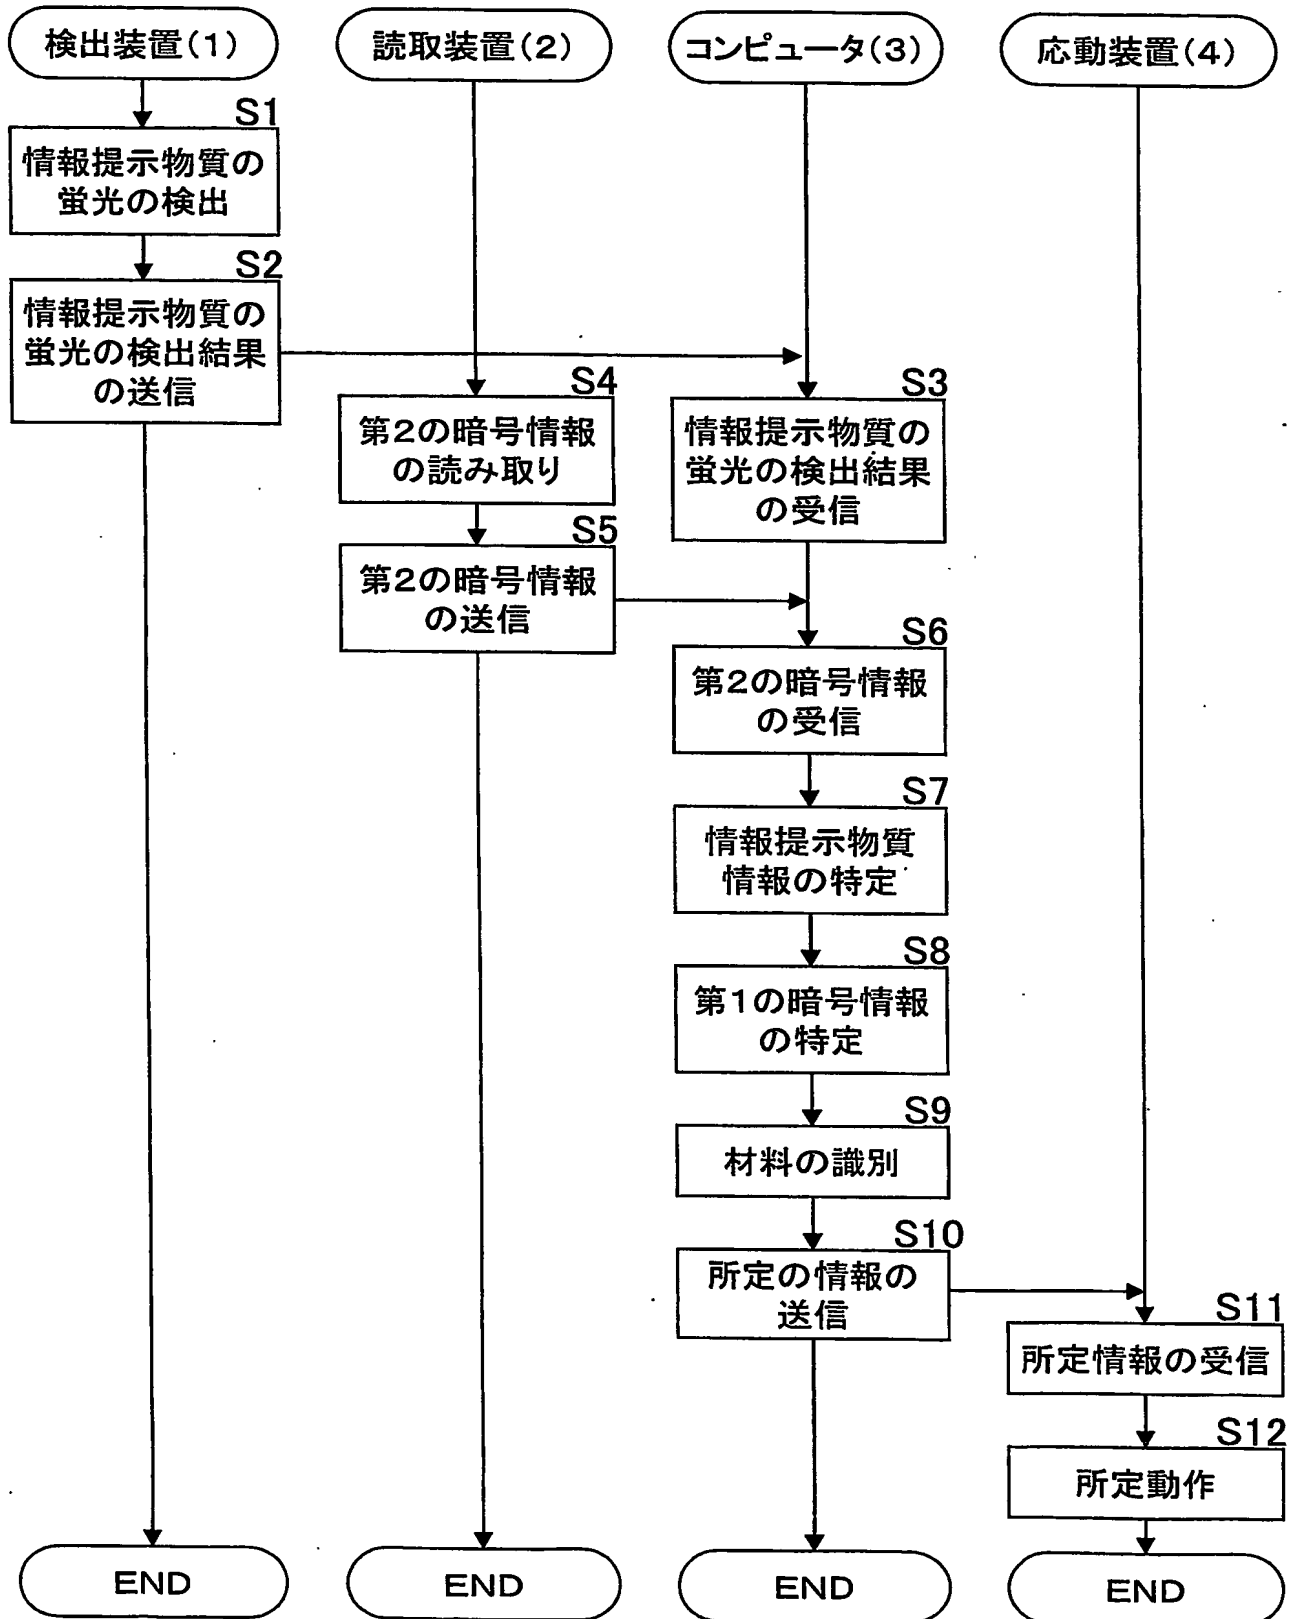 検出装置(1)
読取装置(2)
コンピュータ(3)
応動装置(4)
S1
情報提示物質の
蛍光の検出
S2
情報提示物質の
蛍光の検出結果
の送信
S4
第2の暗号情報
の読み取り
S3
情報提示物質の
蛍光の検出結果
の受信
S5
第2の暗号情報
の送信
S6
第2の暗号情報
の受信
S7
情報提示物質
情報の特定
S8
第1の暗号情報
の特定
S9
材料の識別
S10
所定の情報の
送信
S11
所定情報の受信
S12
所定動作
END
END
END
END